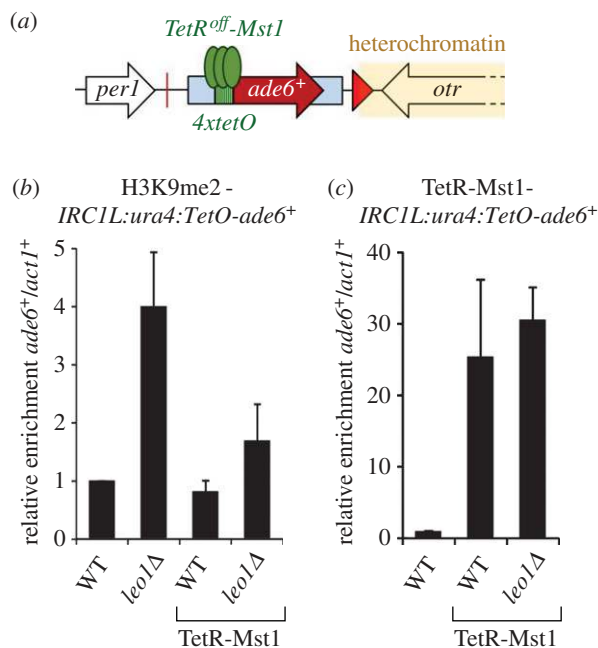 (a)
TetR^off-Mst1
heterochromatin
per1
ade6+
otr
4xtetO
(b)
H3K9me2 -
IRC1L:ura4:TetO-ade6+
relative enrichment ade6+/act1+
5
4
3
2
1
0
WT
leo1Δ
WT
leo1Δ
TetR-Mst1
(c)
TetR-Mst1-
IRC1L:ura4:TetO-ade6+
relative enrichment ade6+/act1+
40
30
20
10
0
WT
WT
leo1Δ
TetR-Mst1